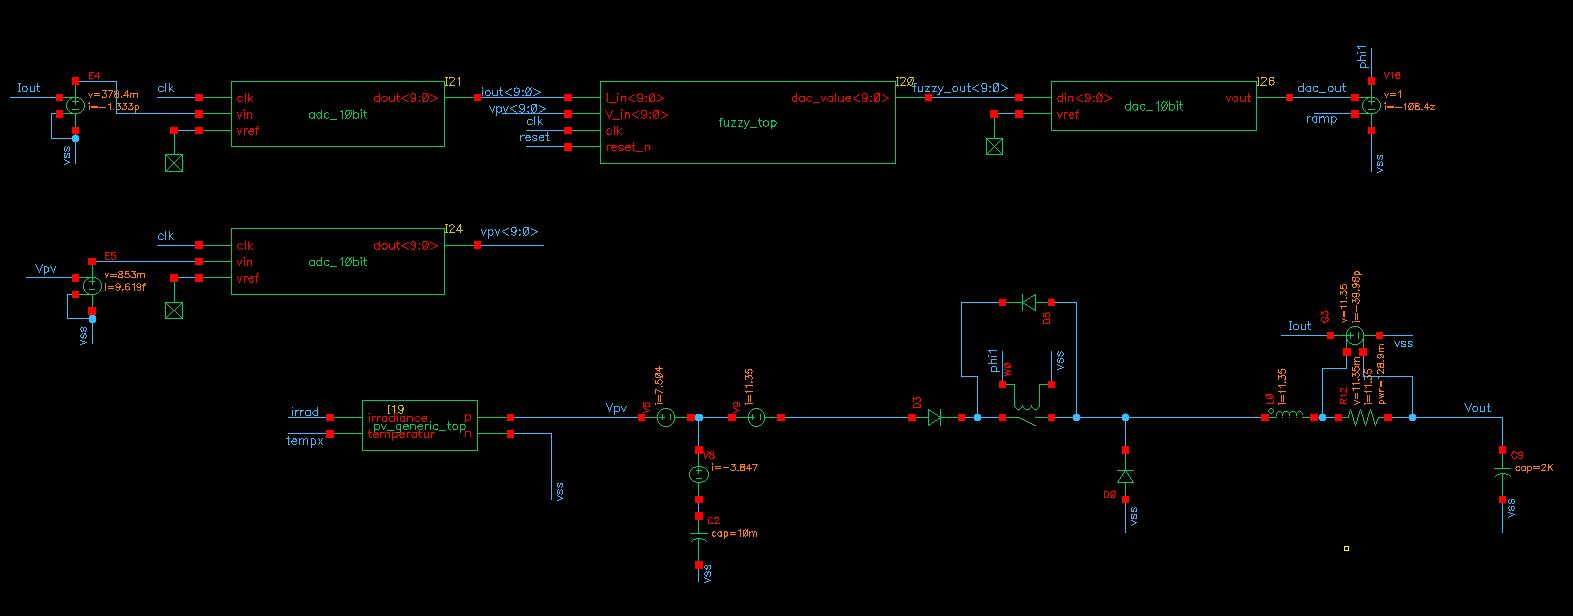 Iout
E4
v=378.4m
i=-1.333p
vss
clk
I21
clk
vin
vref
dout<9:0>
adc_10bit
iout<9:0>
vpv<9:0>
clk
reset
I20
I_in<9:0>
V_in<9:0>
clk
reset_n
dac_value<9:0>
fuzzy_top
fuzzy_out<9:0>
I26
din<9:0>
vref
vout
dac_10bit
dac_out
ramp
phi1
V16
v=1
vss
Vpv
E5
v=853m
i=9.619f
vss
clk
I24
clk
vin
vref
dout<9:0>
adc_10bit
vpv<9:0>
irrad
tempx
I19
irradiance
temperatur
pv_generic_top
p
n
vss
Vpv
V5
i=7.504
V9
i=11.35
V8
i=-3.847
cap=10m
vss
D3
D5
phi1
W0
vss
D0
vss
L0
i=11.35
Iout
G3
v=11.35
i=-39.98p
vss
R12
v=11.35m
i=11.35
pwr=128.9m
Vout
cap=2K
vss